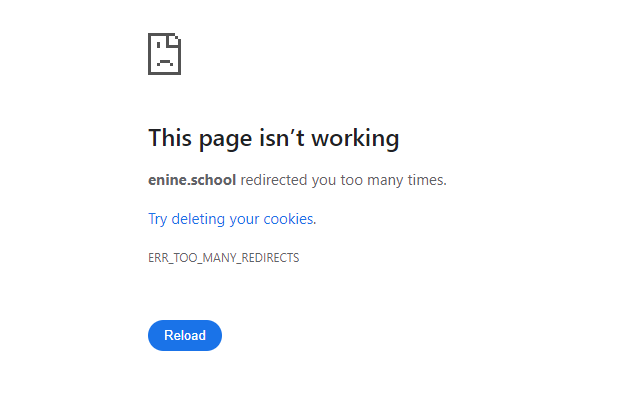 This page isn’t working
enine.school redirected you too many times.
Try deleting your cookies.
ERR_TOO_MANY_REDIRECTS
Reload